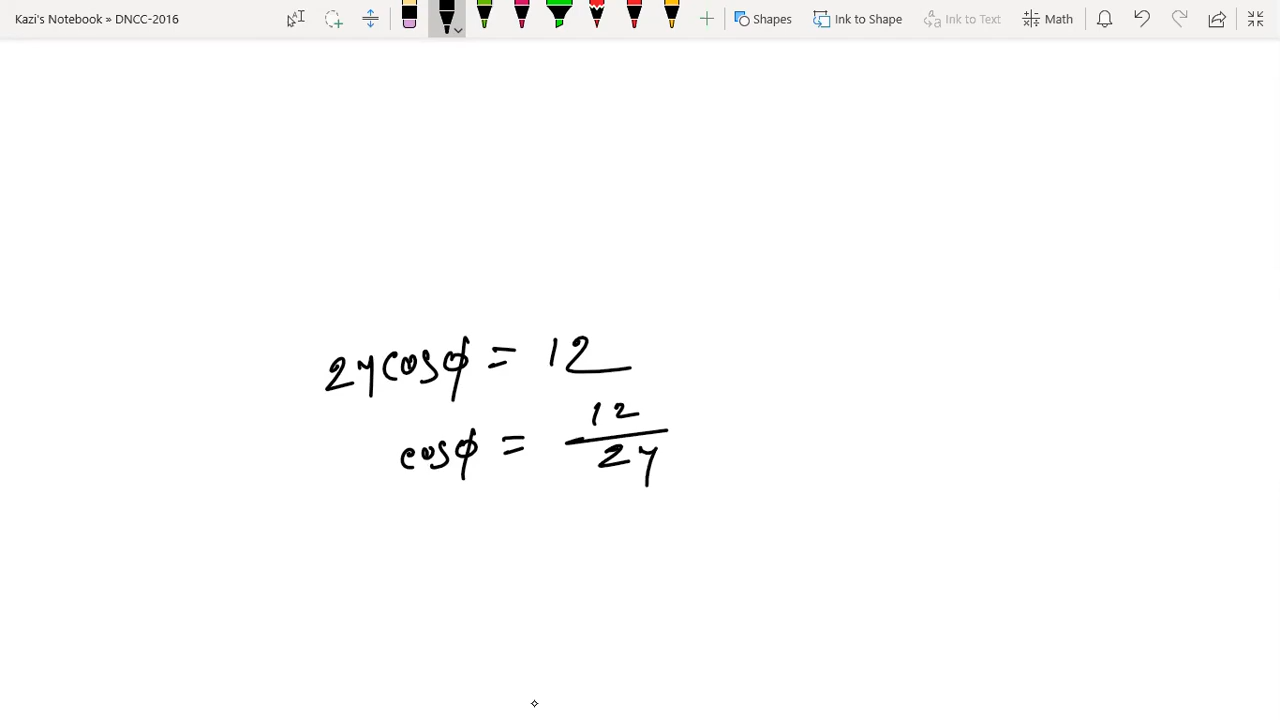 Kazi's Notebook » DNCC-2016 Shapes Ink to Shape Ink to Text Math
24cosφ = 12
cosφ = 12/24